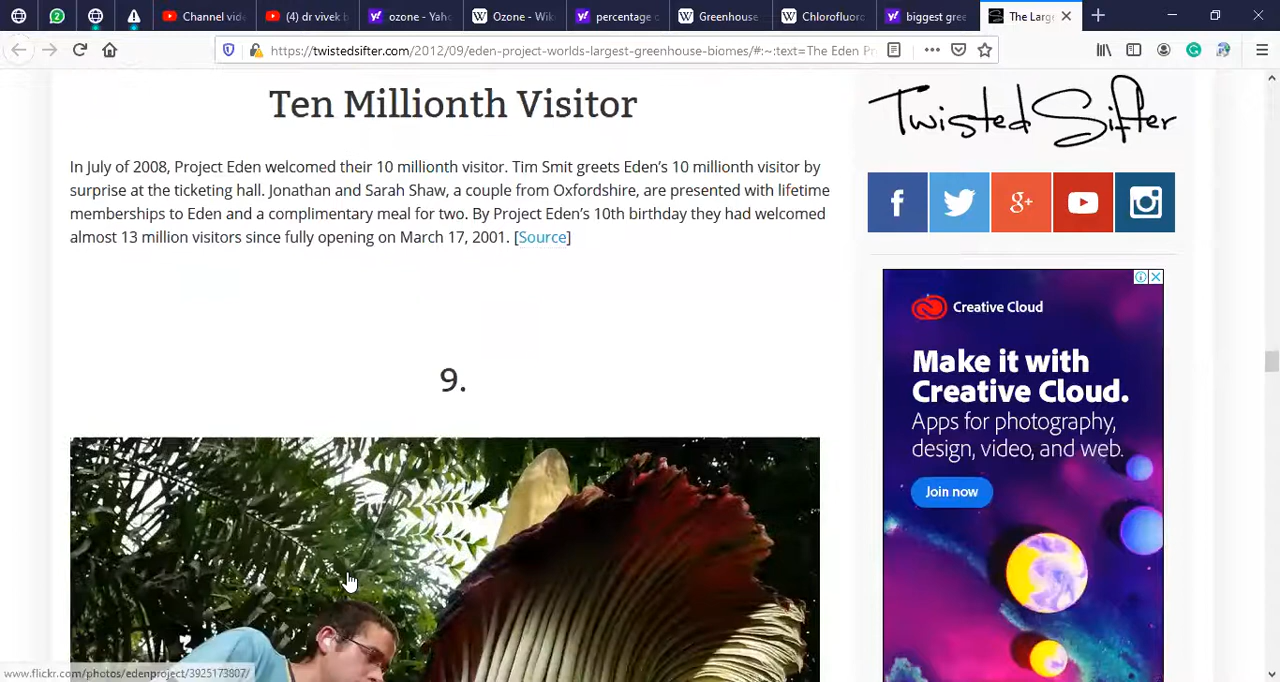 Channel vide
(4) dr vivek b
ozone - Yaho
Ozone - Wik
percentage c
Greenhouse
Chlorofluoro
biggest gree
The Larg
https://twistedsifter.com/2012/09/eden-project-worlds-largest-greenhouse-biomes/#:~:text=The Eden Pr
Ten Millionth Visitor
In July of 2008, Project Eden welcomed their 10 millionth visitor. Tim Smit greets Eden's 10 millionth visitor by
surprise at the ticketing hall. Jonathan and Sarah Shaw, a couple from Oxfordshire, are presented with lifetime
memberships to Eden and a complimentary meal for two. By Project Eden's 10th birthday they had welcomed
almost 13 million visitors since fully opening on March 17, 2001. [Source]
9.
TwistedSifter
f
g+
Creative Cloud
Make it with
Creative Cloud.
Apps for photography,
design, video, and web.
Join now
www.flickr.com/photos/edenproject/3925173807/